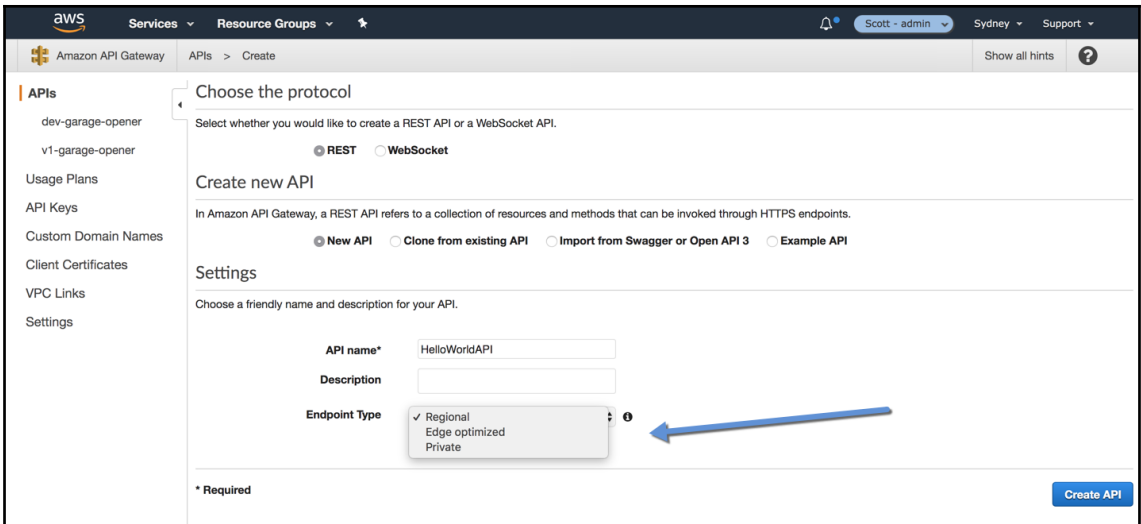 aws Services Resource Groups Scott - admin Sydney Support
Amazon API Gateway APIs > Create Show all hints ?
APIs
dev-garage-opener
v1-garage-opener
Usage Plans
API Keys
Custom Domain Names
Client Certificates
VPC Links
Settings
Choose the protocol
Select whether you would like to create a REST API or a WebSocket API.
REST WebSocket
Create new API
In Amazon API Gateway, a REST API refers to a collection of resources and methods that can be invoked through HTTPS endpoints.
New API Clone from existing API Import from Swagger or Open API 3 Example API
Settings
Choose a friendly name and description for your API.
API name* HelloWorldAPI
Description
Endpoint Type ✓ Regional
Edge optimized
Private
* Required Create API